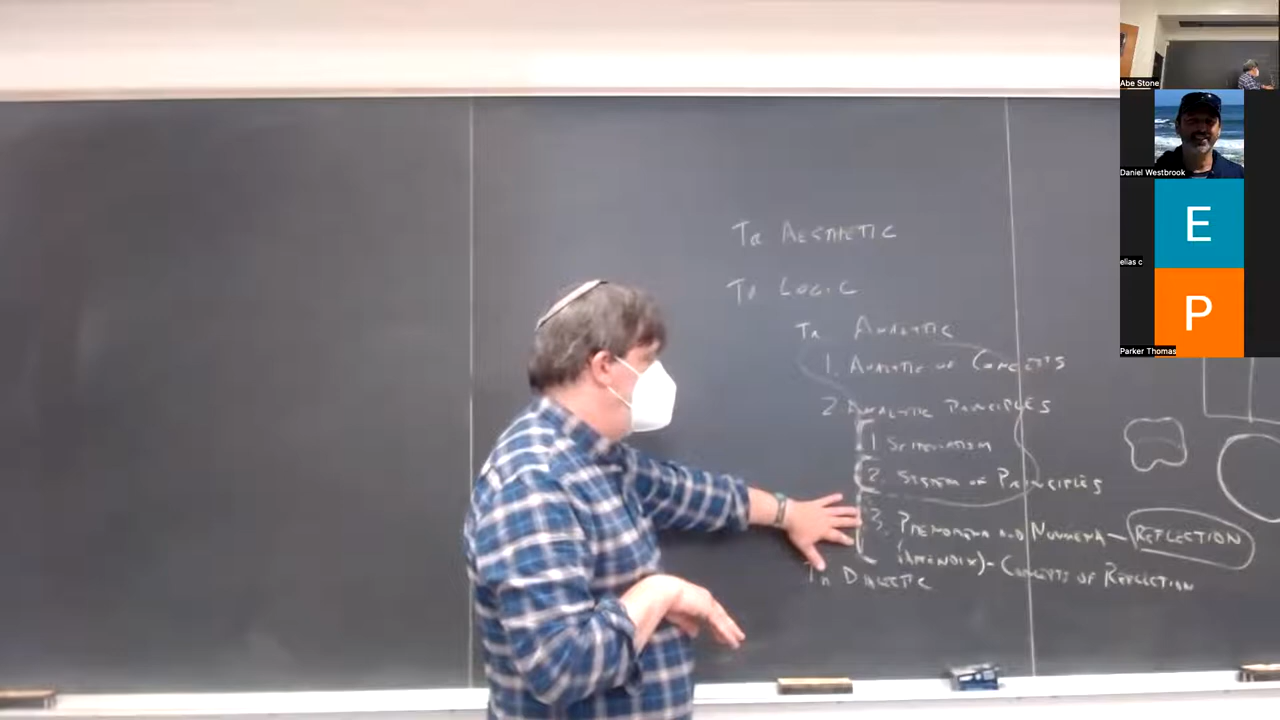 Tr AESTHETIC
Tr LOGIC
Tr ANALYTIC
1. ANALYTIC OF CONCEPTS
2 ANALYTIC PRINCIPLES
1 SCHEMATISM
2. SYSTEM OF PRINCIPLES
3. PHENOMENA AND NOUMENA — REFLECTION
(APPENDIX) - CONCEPTS OF REFLECTION
Tr DIALECTIC
Abe Stone
Daniel Westbrook
E
elias c
P
Parker Thomas